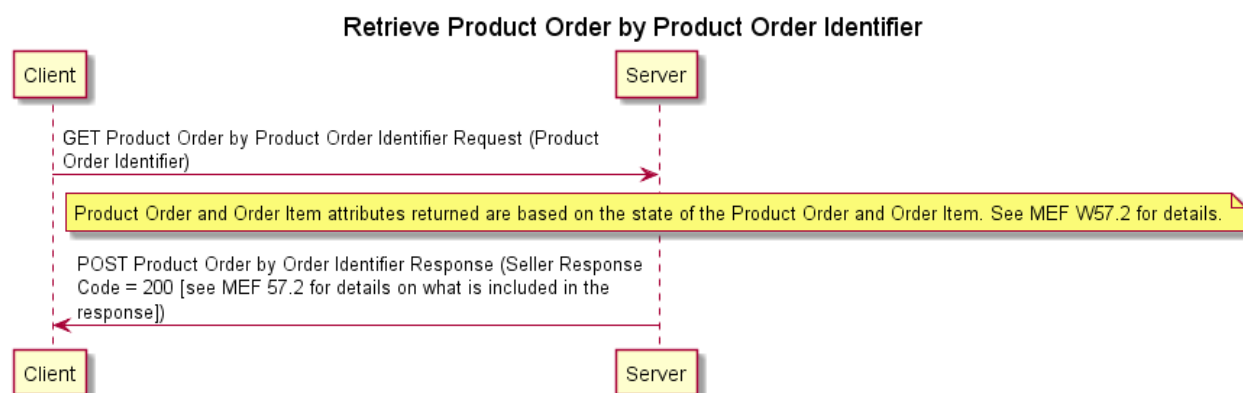 Retrieve Product Order by Product Order Identifier
Client
Server
GET Product Order by Product Order Identifier Request (Product
Order Identifier)
Product Order and Order Item attributes returned are based on the state of the Product Order and Order Item. See MEF W57.2 for details.
POST Product Order by Order Identifier Response (Seller Response
Code = 200 [see MEF 57.2 for details on what is included in the
response])
Client
Server